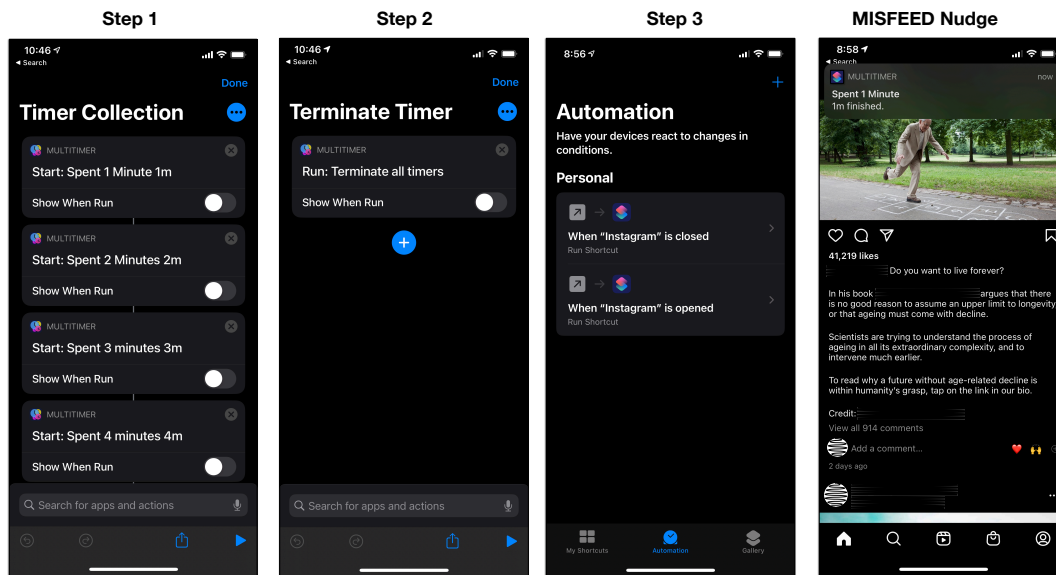 Step 1
10:46
Search
Done
Timer Collection
MULTITIMER
Start: Spent 1 Minute 1m
Show When Run
MULTITIMER
Start: Spent 2 Minutes 2m
Show When Run
MULTITIMER
Start: Spent 3 minutes 3m
Show When Run
MULTITIMER
Start: Spent 4 minutes 4m
Show When Run
Search for apps and actions
Step 2
10:46
Search
Done
Terminate Timer
MULTITIMER
Run: Terminate all timers
Show When Run
Search for apps and actions
Step 3
8:56
Automation
Have your devices react to changes in
conditions.
Personal
When "Instagram" is closed
Run Shortcut
When "Instagram" is opened
Run Shortcut
My Shortcuts
Automation
Gallery
MISFEED Nudge
8:58
Search
MULTITIMER
now
Spent 1 Minute
1m finished.
41,219 likes
Do you want to live forever?
In his book argues that there
is no good reason to assume an upper limit to longevity
or that ageing must come with decline.
Scientists are trying to understand the process of
ageing in all its extraordinary complexity, and to
intervene much earlier.
To read why a future without age-related decline is
within humanity's grasp, tap on the link in our bio.
Credit:
View all 914 comments
Add a comment...
2 days ago